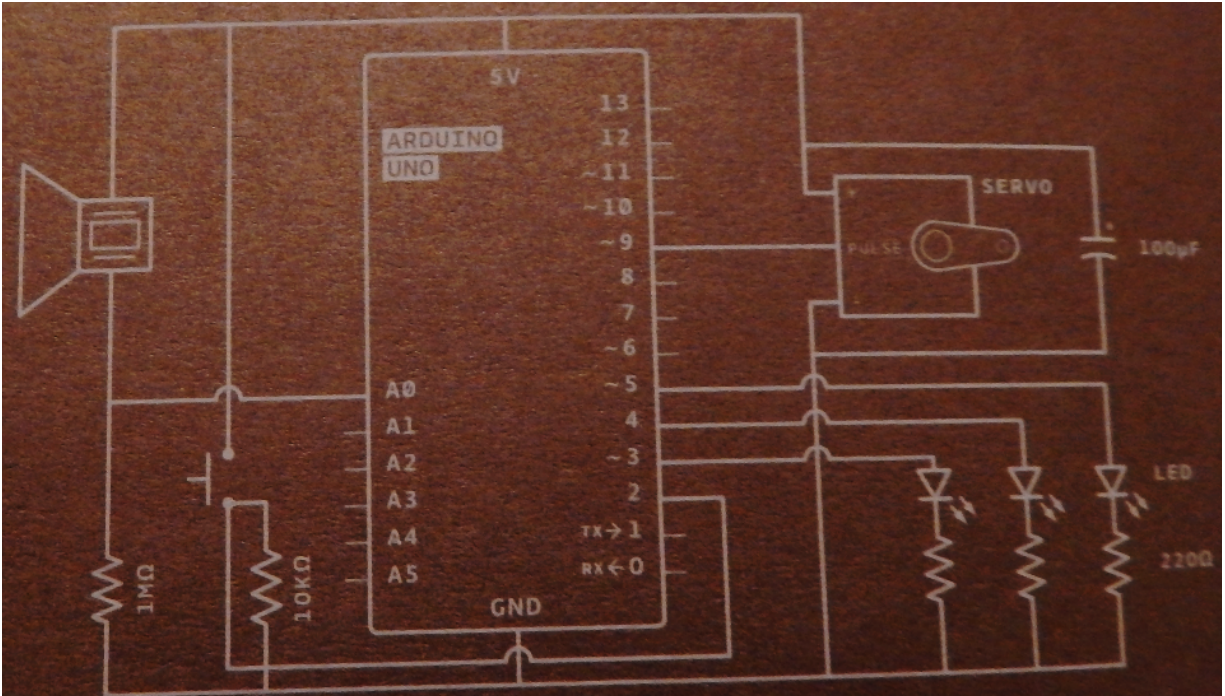 5V
ARDUINO
UNO
13
12
~11
~10
~9
8
7
~6
~5
4
~3
2
TX→1
RX←0
A0
A1
A2
A3
A4
A5
GND
1MΩ
10KΩ
+
PULSE
SERVO
+
100µF
LED
220Ω